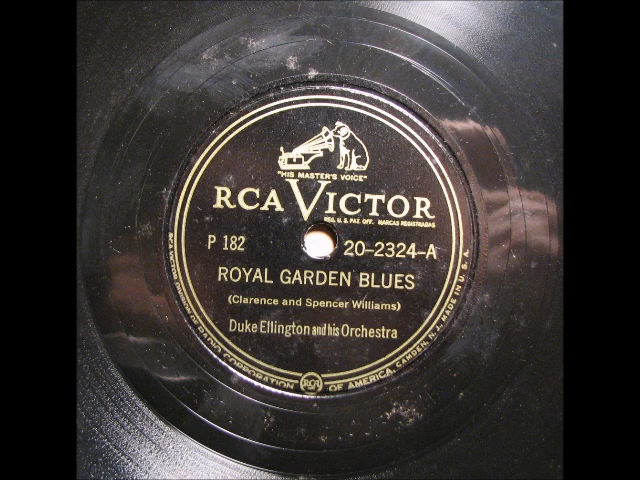 "HIS MASTER'S VOICE"
RCA VICTOR
REG. U.S. PAT. OFF. MARCAS REGISTRADAS
P 182
20-2324-A
ROYAL GARDEN BLUES
(Clarence and Spencer Williams)
Duke Ellington and his Orchestra
RCA VICTOR DIVISION OF RADIO CORPORATION RCA OF AMERICA, CAMDEN, N. J. MADE IN U. S. A.